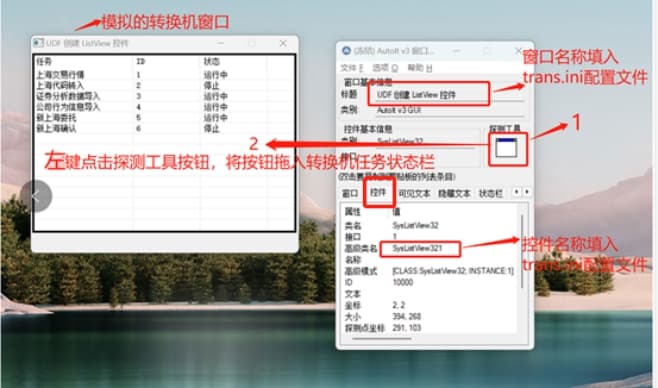 模拟的转换机窗口
UDF 创建 ListView 控件
任务 ID 状态
上海交易行情 1 运行中
上海代码转入 2 停止
证券分析数据导入 3 运行中
公司行为信息导入 4 运行中
额上海委托 5 运行中
额上海确认 6 停止
左键点击探测工具按钮，将按钮拖入转换机任务状态栏
(冻结) AutoIt v3 窗口...
文件 F 选项 O 帮助 H
窗口基本信息
标题: UDF 创建 ListView 控件
类别: AutoIt v3 GUI
控件基本信息
类别: SysListView32
探测工具
2
1
窗口名称填入
trans.ini配置文件
窗口 控件 可见文本 隐藏文本 状态栏
属性 值
类名 SysListView32
接口 1
高级类名 SysListView321
名称
高级模式 [CLASS:SysListView32; INSTANCE:1]
ID 10000
文本
坐标 2, 2
大小 394, 268
探测点坐标 291, 103
控件名称填入
trans.ini配置文件